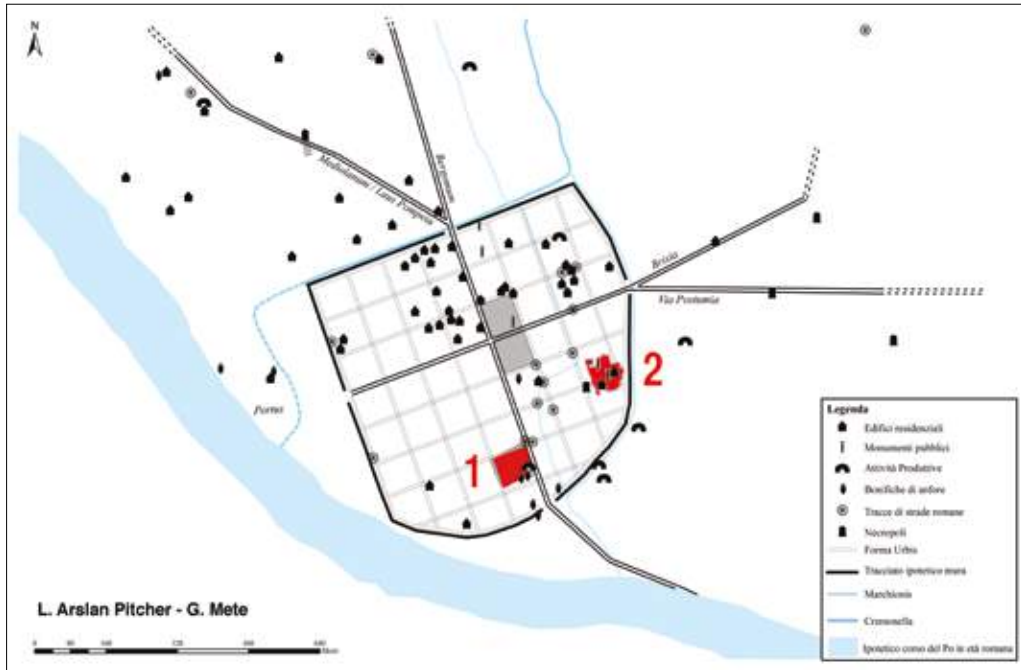 N
Mediolanum / Laus Pompeia
Bergomum
Brixia
Via Postumia
Portus
1
2
Legenda
Edifici residenziali
Monumenti pubblici
Attività Produttive
Bonifiche di anfore
Tracce di strade romane
Necropoli
Forma Urbis
Tracciato ipotetico mura
Marchionis
Cremonella
Ipotetico corso del Po in età romana
L. Arslan Pitcher - G. Mete
0